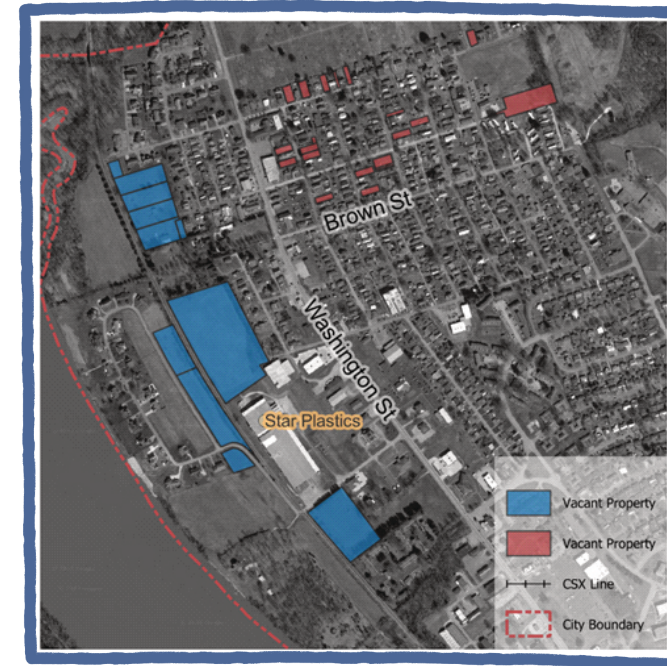 Brown St
Washington St
Star Plastics
Vacant Property
Vacant Property
CSX Line
City Boundary